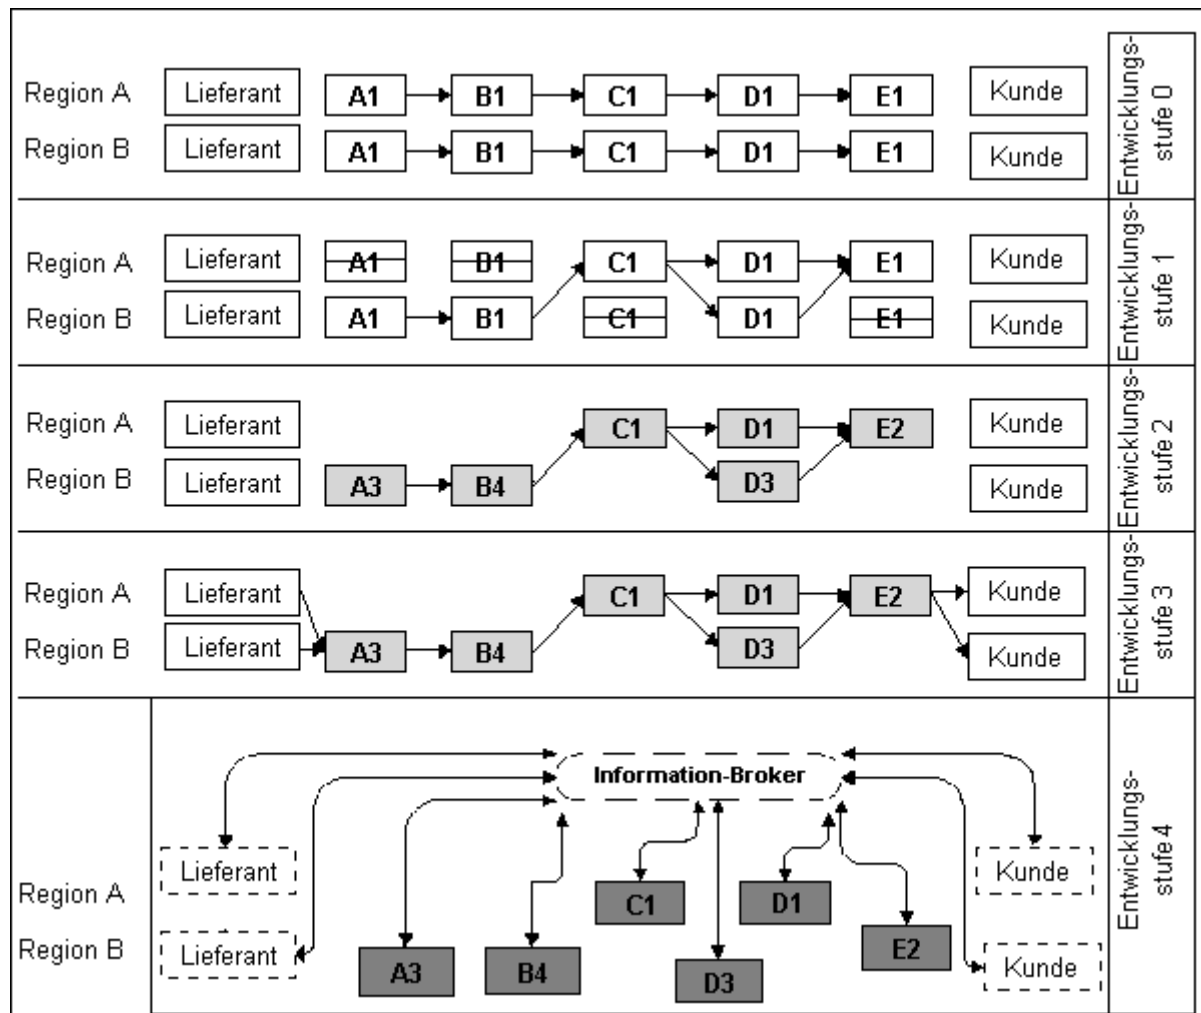 Region A Lieferant A1 B1 C1 D1 E1 Kunde
Region B Lieferant A1 B1 C1 D1 E1 Kunde
Entwicklungs-
stufe 0
Region A Lieferant A1 B1 C1 D1 E1 Kunde
Region B Lieferant A1 B1 C1 D1 E1 Kunde
Entwicklungs-
stufe 1
Region A Lieferant C1 D1 E2 Kunde
Region B Lieferant A3 B4 D3 Kunde
Entwicklungs-
stufe 2
Region A Lieferant C1 D1 E2 Kunde
Region B Lieferant A3 B4 D3 Kunde
Entwicklungs-
stufe 3
Information-Broker
Region A Lieferant C1 D1 Kunde
Region B Lieferant A3 B4 D3 E2 Kunde
Entwicklungs-
stufe 4